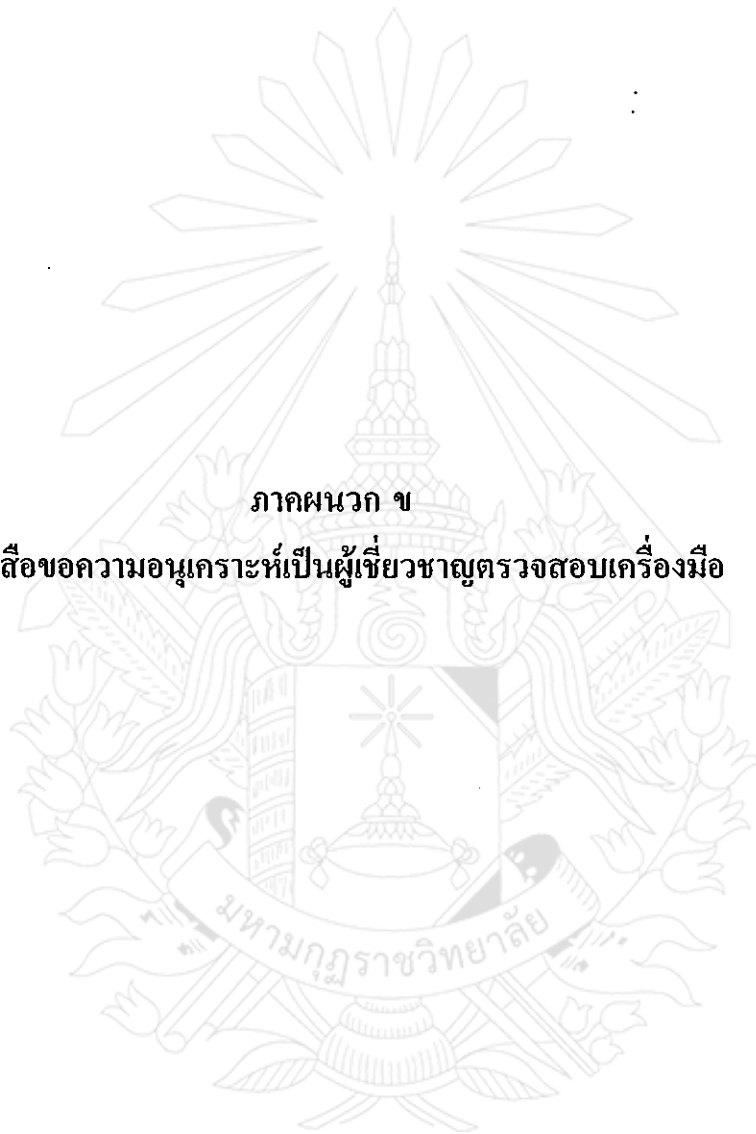 ภาคผนวก ข
สือขอความอนุเคราะห์เป็นผู้เชี่ยวชาญตรวจสอบเครื่องมือ
มหามกุฏราชวิทยาลัย